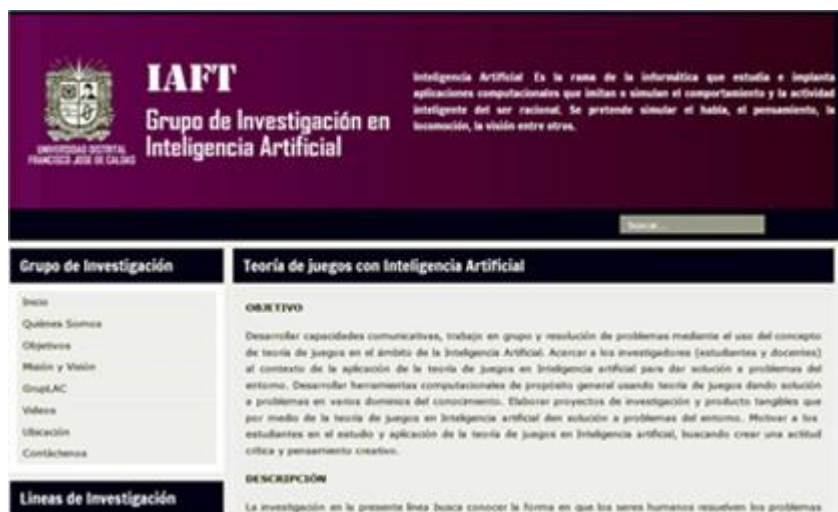 IAFT
Grupo de Investigación en
Inteligencia Artificial
UNIVERSIDAD DISTRITAL
FRANCISCO JOSE DE CALDAS
Inteligencia Artificial Es la rama de la informática que estudia e implanta
aplicaciones computacionales que imitan o simulan el comportamiento y la actividad
inteligente del ser racional. Se pretende simular el habla, el pensamiento, la
locomoción, la visión entre otros.
buscar...
Grupo de Investigación
Inicio
Quiénes Somos
Objetivos
Misión y Visión
GrupLAC
Videos
Ubicación
Contáctenos
Lineas de Investigación
Teoría de juegos con Inteligencia Artificial
OBJETIVO
Desarrollar capacidades comunicativas, trabajo en grupo y resolución de problemas mediante el uso del concepto
de teoría de juegos en el ámbito de la Inteligencia Artificial. Acercar a los investigadores (estudiantes y docentes)
al contexto de la aplicación de la teoría de juegos en Inteligencia artificial para dar solución a problemas del
entorno. Desarrollar herramientas computacionales de propósito general usando teoría de juegos dando solución
a problemas en varios dominios del conocimiento. Elaborar proyectos de investigación y producto tangibles que
por medio de la teoría de juegos en Inteligencia artificial den solución a problemas del entorno. Motivar a los
estudiantes en el estudio y aplicación de la teoría de juegos en Inteligencia artificial, buscando crear una actitud
crítica y pensamiento creativo.
DESCRIPCIÓN
La investigación en la presente línea busca conocer la forma en que los seres humanos resuelven los problemas